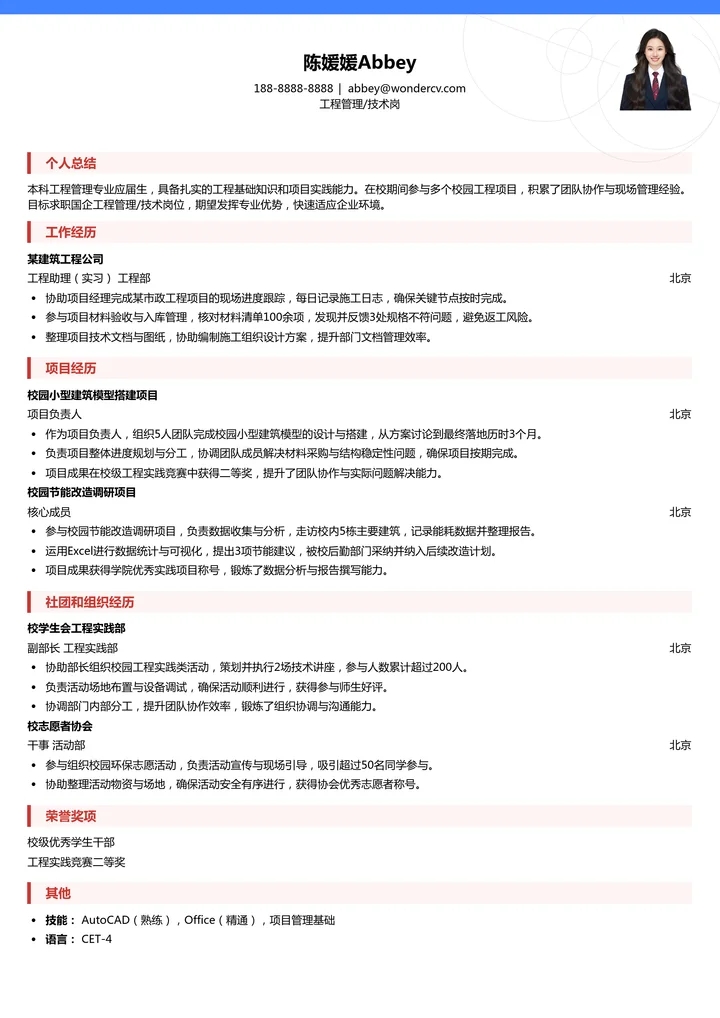 陈媛媛Abbey
188-8888-8888 | abbey@wondercv.com
工程管理/技术岗
个人总结
本科工程管理专业应届生，具备扎实的工程基础知识和项目实践能力。在校期间参与多个校园工程项目，积累了团队协作与现场管理经验。
目标求职国企工程管理/技术岗位，期望发挥专业优势，快速适应企业环境。
工作经历
某建筑工程公司
工程助理（实习） 工程部 北京
• 协助项目经理完成某市政工程项目的现场进度跟踪，每日记录施工日志，确保关键节点按时完成。
• 参与项目材料验收与入库管理，核对材料清单100余项，发现并反馈3处规格不符问题，避免返工风险。
• 整理项目技术文档与图纸，协助编制施工组织设计方案，提升部门文档管理效率。
项目经历
校园小型建筑模型搭建项目
项目负责人 北京
• 作为项目负责人，组织5人团队完成校园小型建筑模型的设计与搭建，从方案讨论到最终落地历时3个月。
• 负责项目整体进度规划与分工，协调团队成员解决材料采购与结构稳定性问题，确保项目按期完成。
• 项目成果在校级工程实践竞赛中获得二等奖，提升了团队协作与实际问题解决能力。
校园节能改造调研项目
核心成员 北京
• 参与校园节能改造调研项目，负责数据收集与分析，走访校内5栋主要建筑，记录能耗数据并整理报告。
• 运用Excel进行数据统计与可视化，提出3项节能建议，被校后勤部门采纳并纳入后续改造计划。
• 项目成果获得学院优秀实践项目称号，锻炼了数据分析与报告撰写能力。
社团和组织经历
校学生会工程实践部
副部长 工程实践部 北京
• 协助部长组织校园工程实践类活动，策划并执行2场技术讲座，参与人数累计超过200人。
• 负责活动场地布置与设备调试，确保活动顺利进行，获得参与师生好评。
• 协调部门内部分工，提升团队协作效率，锻炼了组织协调与沟通能力。
校志愿者协会
干事 活动部 北京
• 参与组织校园环保志愿活动，负责活动宣传与现场引导，吸引超过50名同学参与。
• 协助整理活动物资与场地，确保活动安全有序进行，获得协会优秀志愿者称号。
荣誉奖项
校级优秀学生干部
工程实践竞赛二等奖
其他
• 技能： AutoCAD（熟练），Office（精通），项目管理基础
• 语言： CET-4